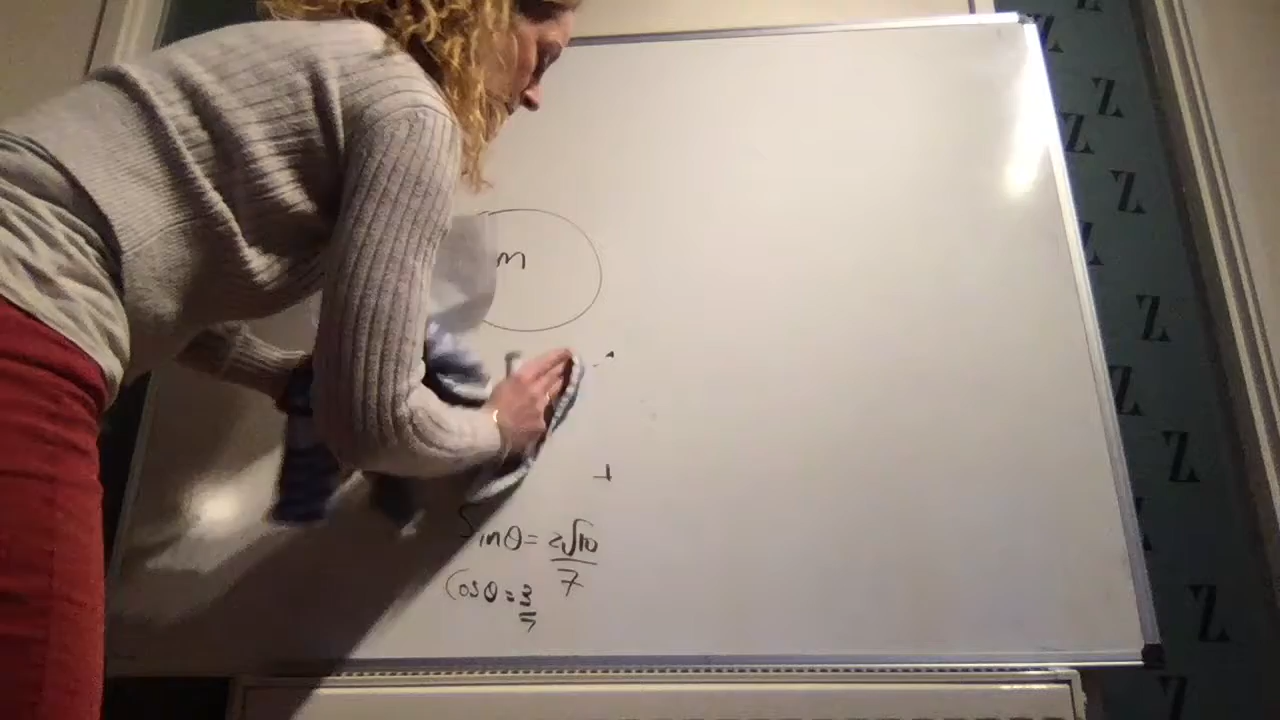 m
Sinθ = 2√10/7
Cosθ = 3/7
Z
Z
Z
Z
Z
Z
Z
Z